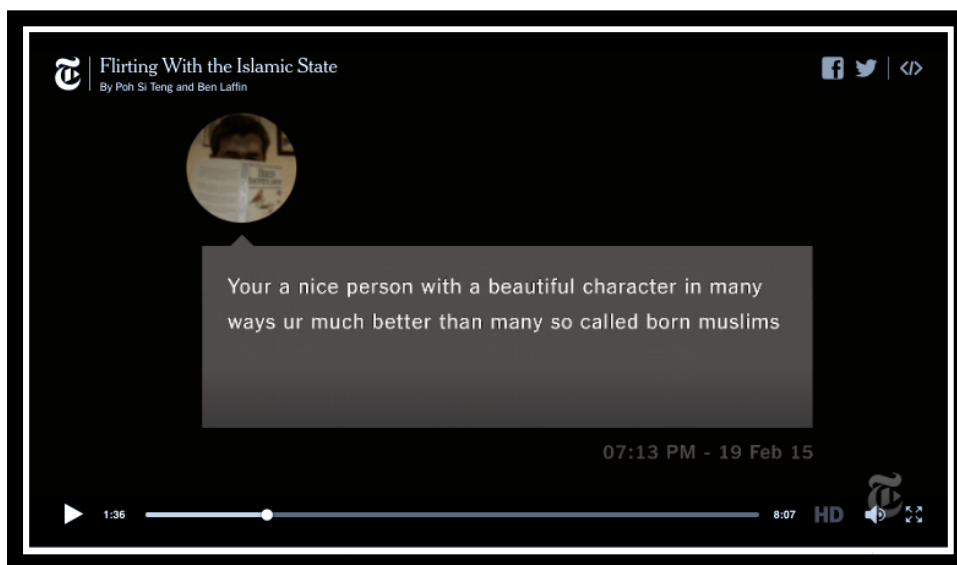 Flirting With the Islamic State
By Poh Si Teng and Ben Laffin
Your a nice person with a beautiful character in many
ways ur much better than many so called born muslims
07:13 PM - 19 Feb 15
1:36
8:07
HD